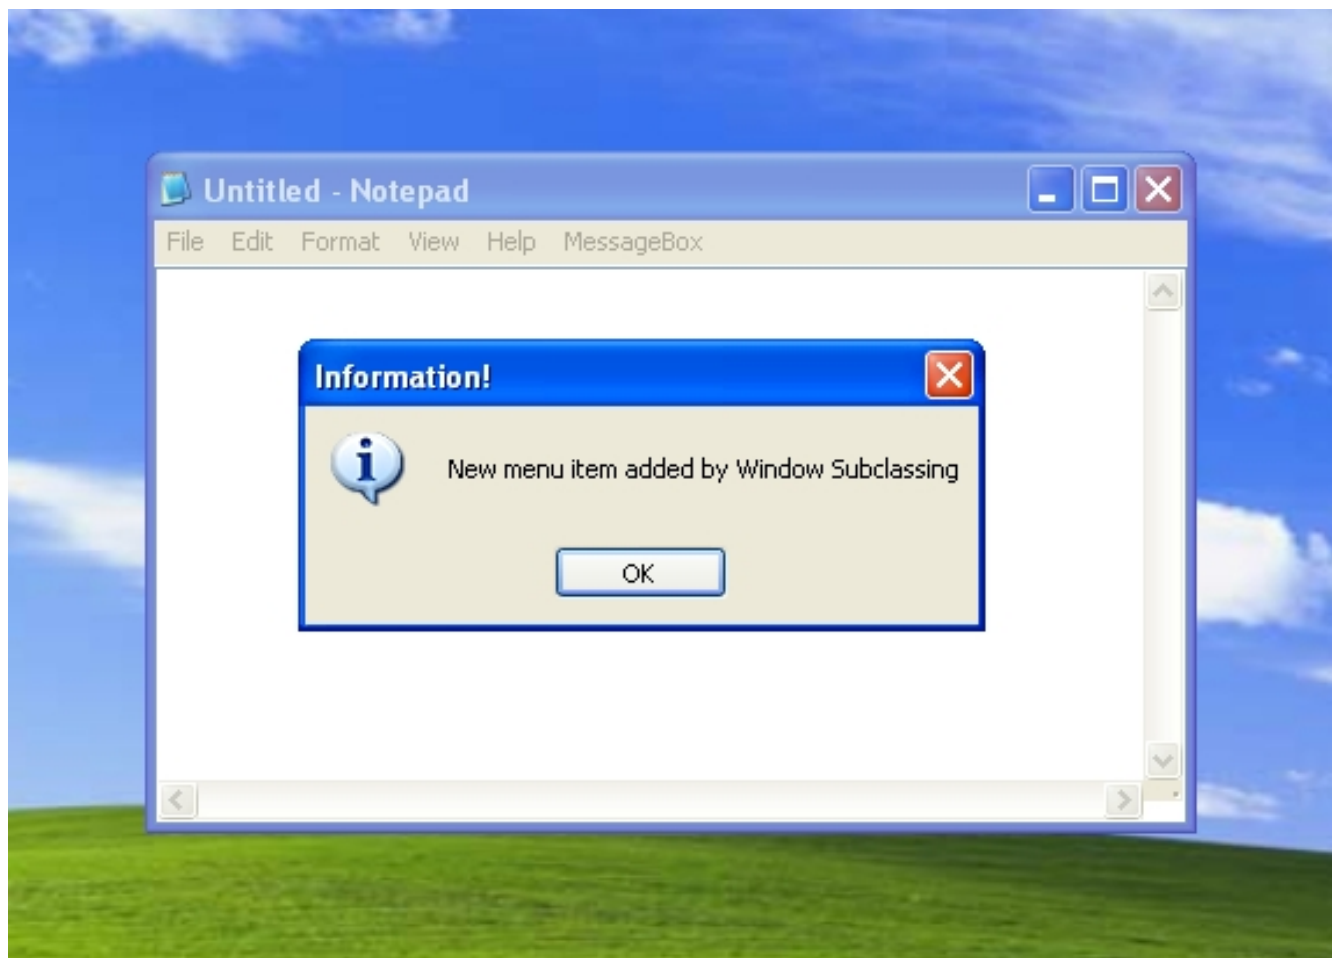 Untitled - Notepad
File Edit Format View Help MessageBox
Information!
New menu item added by Window Subclassing
OK